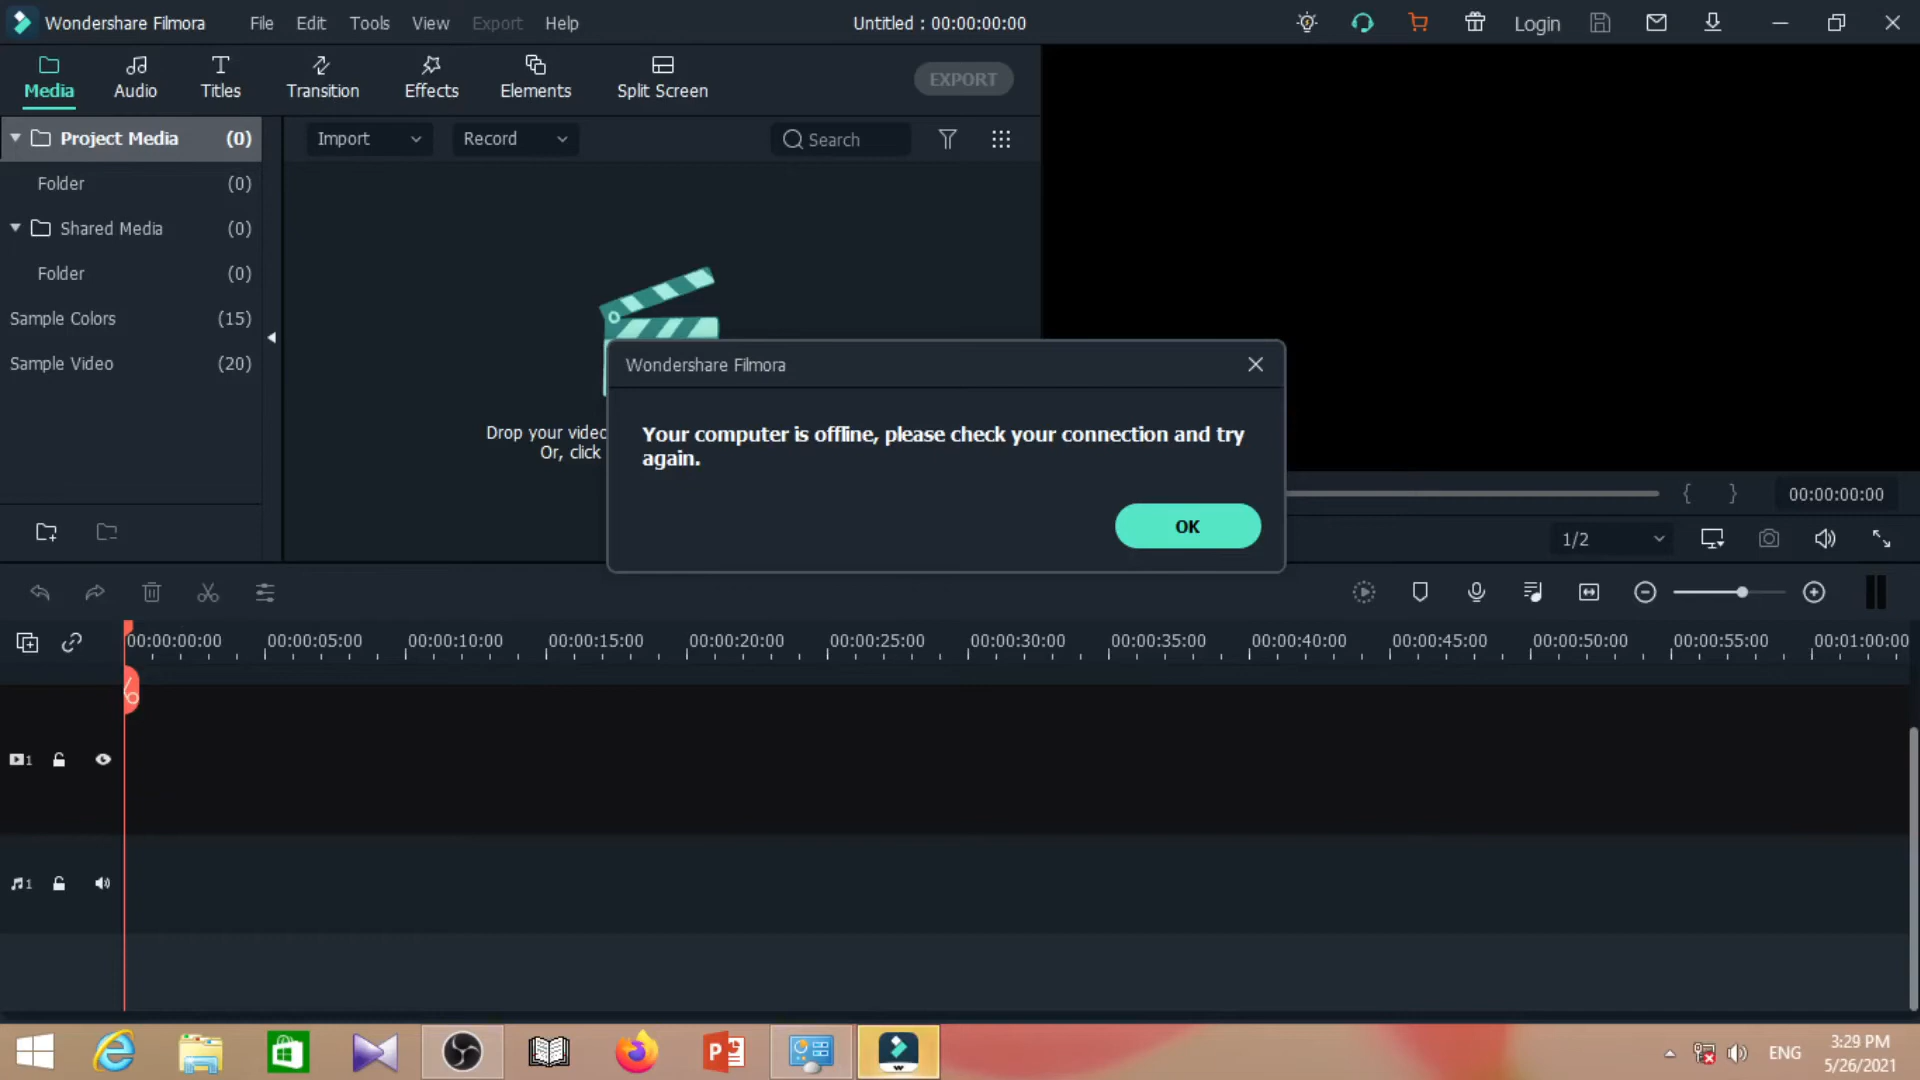 Wondershare Filmora File Edit Tools View Export Help Untitled : 00:00:00:00 Login
Media Audio Titles Transition Effects Elements Split Screen EXPORT
Project Media (0) Import Record Search
Folder (0)
Shared Media (0)
Folder (0)
Sample Colors (15)
Sample Video (20)
Drop your video
Or, click
Wondershare Filmora
Your computer is offline, please check your connection and try
again.
OK
{ } 00:00:00:00
1/2
00:00:00:00 00:00:05:00 00:00:10:00 00:00:15:00 00:00:20:00 00:00:25:00 00:00:30:00 00:00:35:00 00:00:40:00 00:00:45:00 00:00:50:00 00:00:55:00 00:01:00:00
1
1
ENG 3:29 PM
5/26/2021